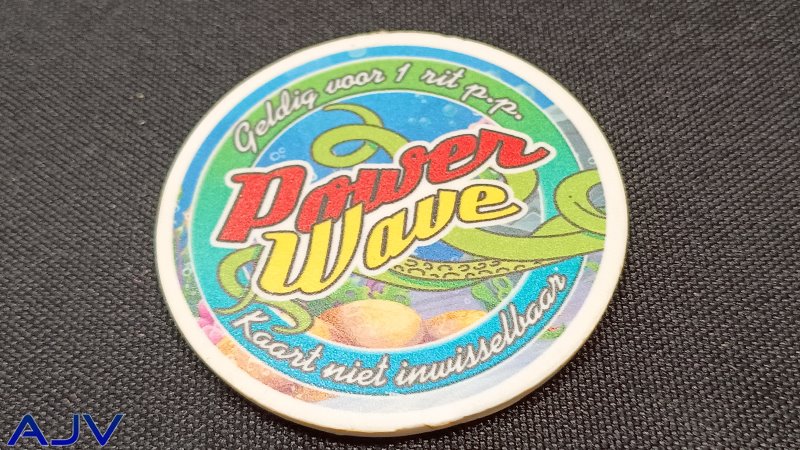 Geldig voor 1 rit p.p.
Power
Wave
Kaart niet inwisselbaar
AJV